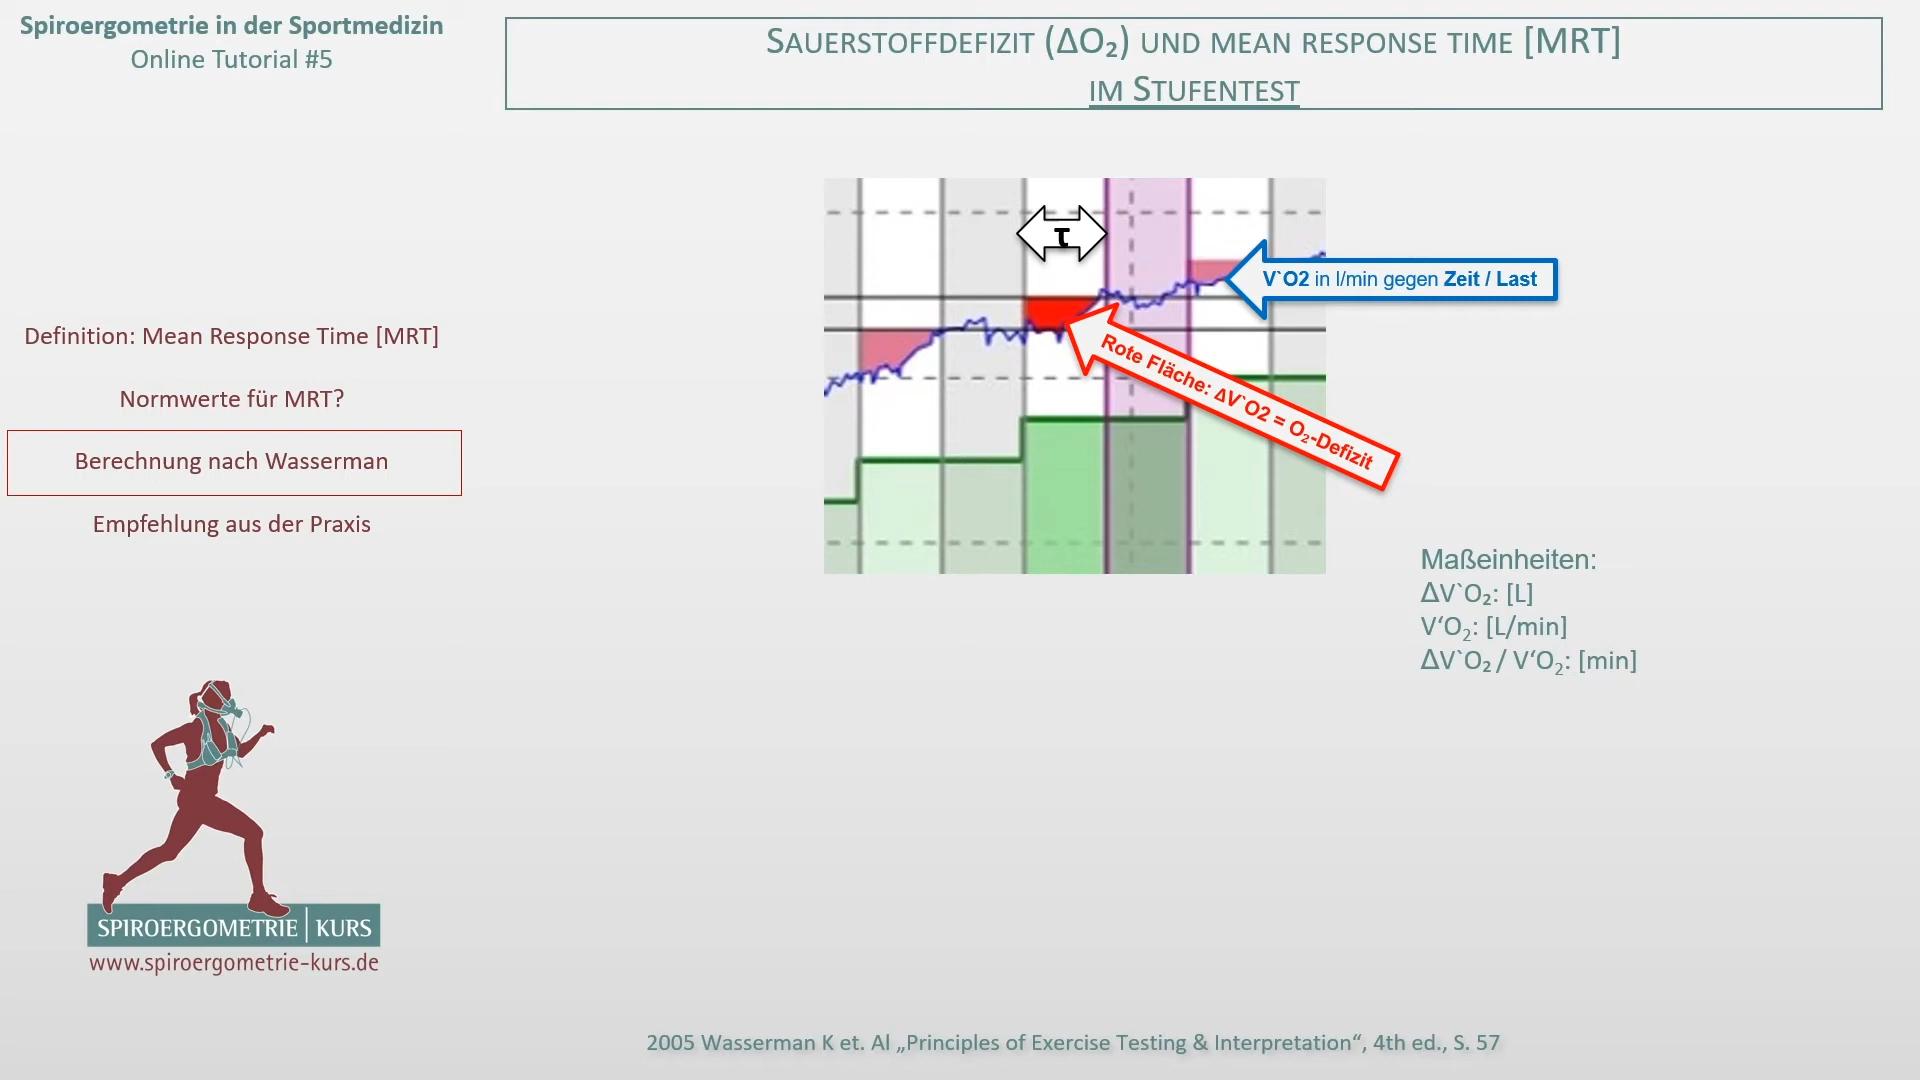 Spiroergometrie in der Sportmedizin
Online Tutorial #5
SAUERSTOFFDEFIZIT (ΔO₂) UND MEAN RESPONSE TIME [MRT]
IM STUFENTEST
τ
V`O2 in l/min gegen Zeit / Last
Rote Fläche: ΔV`O2 = O₂-Defizit
Definition: Mean Response Time [MRT]
Normwerte für MRT?
Berechnung nach Wasserman
Empfehlung aus der Praxis
Maßeinheiten:
ΔV`O₂: [L]
V‘O₂: [L/min]
ΔV`O₂ / V‘O₂: [min]
SPIROERGOMETRIE | KURS
www.spiroergometrie-kurs.de
2005 Wasserman K et. Al „Principles of Exercise Testing & Interpretation“, 4th ed., S. 57